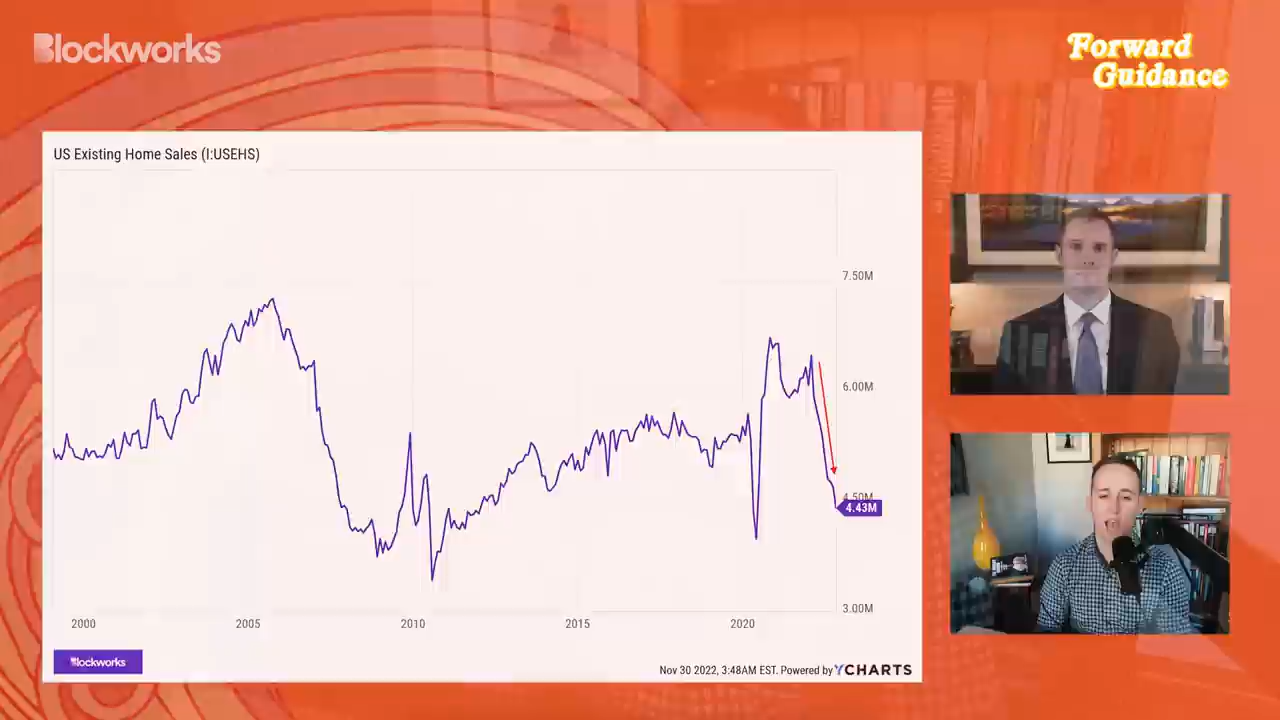 Blockworks
Forward
Guidance
US Existing Home Sales (I:USEHS)
7.50M
6.00M
4.50M
4.43M
3.00M
2000 2005 2010 2015 2020
Blockworks
Nov 30 2022, 3:48AM EST. Powered by YCHARTS